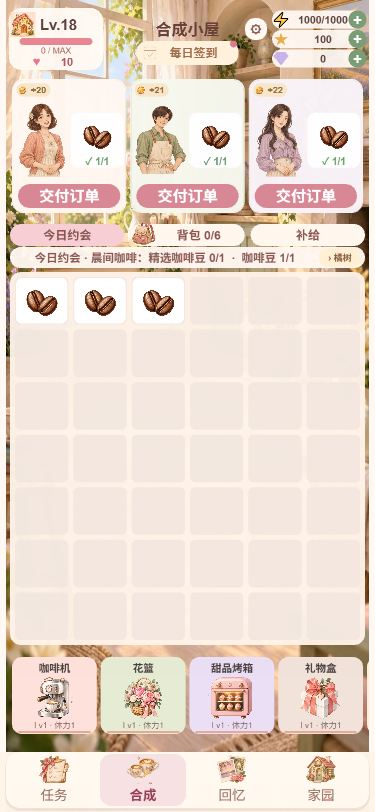 Lv.18
0 / MAX
10
合成小屋
每日签到
1000/1000
100
0
+20
+21
+22
✓ 1/1
✓ 1/1
✓ 1/1
交付订单
交付订单
交付订单
今日约会
背包 0/6
补给
今日约会 · 晨间咖啡：精选咖啡豆 0/1 · 咖啡豆 1/1
› 橘树
咖啡机
花篮
甜品烤箱
礼物盒
lv1 · 体力1
lv1 · 体力1
lv1 · 体力1
lv1 · 体力1
任务
合成
回忆
家园